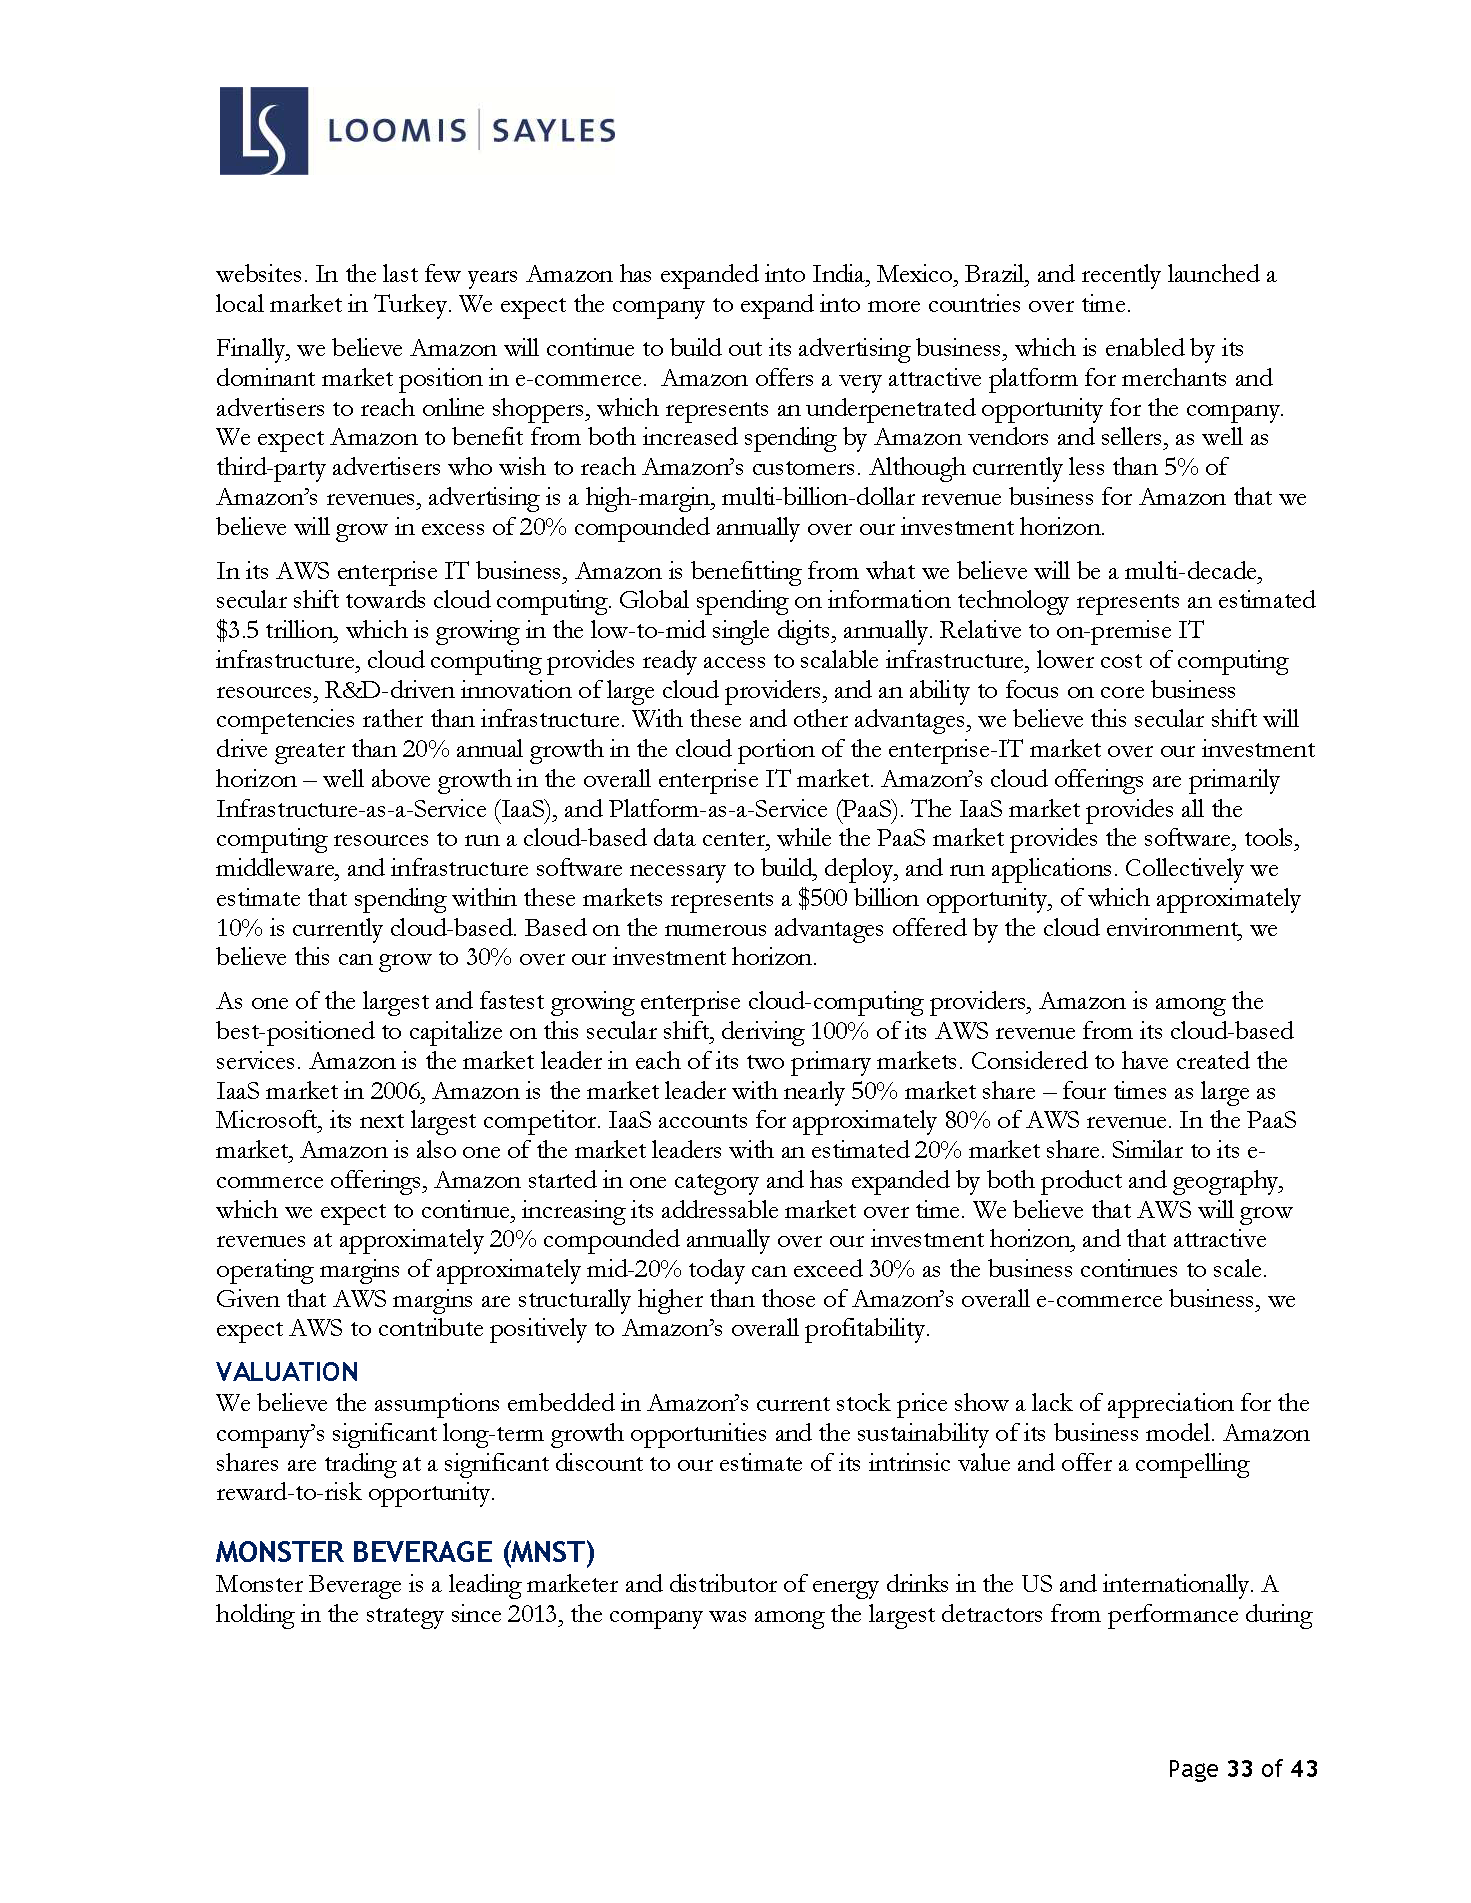 LS LOOMIS | SAYLES
websites. In the last few years Amazon has expanded into India, Mexico, Brazil, and recently launched a
local market in Turkey. We expect the company to expand into more countries over time.
Finally, we believe Amazon will continue to build out its advertising business, which is enabled by its
dominant market position in e-commerce.  Amazon offers a very attractive platform for merchants and
advertisers to reach online shoppers, which represents an underpenetrated opportunity for the company.
We expect Amazon to benefit from both increased spending by Amazon vendors and sellers, as well as
third-party advertisers who wish to reach Amazon’s customers. Although currently less than 5% of
Amazon’s revenues, advertising is a high-margin, multi-billion-dollar revenue business for Amazon that we
believe will grow in excess of 20% compounded annually over our investment horizon.
In its AWS enterprise IT business, Amazon is benefitting from what we believe will be a multi-decade,
secular shift towards cloud computing. Global spending on information technology represents an estimated
$3.5 trillion, which is growing in the low-to-mid single digits, annually. Relative to on-premise IT
infrastructure, cloud computing provides ready access to scalable infrastructure, lower cost of computing
resources, R&D-driven innovation of large cloud providers, and an ability to focus on core business
competencies rather than infrastructure. With these and other advantages, we believe this secular shift will
drive greater than 20% annual growth in the cloud portion of the enterprise-IT market over our investment
horizon – well above growth in the overall enterprise IT market. Amazon’s cloud offerings are primarily
Infrastructure-as-a-Service (IaaS), and Platform-as-a-Service (PaaS). The IaaS market provides all the
computing resources to run a cloud-based data center, while the PaaS market provides the software, tools,
middleware, and infrastructure software necessary to build, deploy, and run applications. Collectively we
estimate that spending within these markets represents a $500 billion opportunity, of which approximately
10% is currently cloud-based. Based on the numerous advantages offered by the cloud environment, we
believe this can grow to 30% over our investment horizon.
As one of the largest and fastest growing enterprise cloud-computing providers, Amazon is among the
best-positioned to capitalize on this secular shift, deriving 100% of its AWS revenue from its cloud-based
services. Amazon is the market leader in each of its two primary markets. Considered to have created the
IaaS market in 2006, Amazon is the market leader with nearly 50% market share – four times as large as
Microsoft, its next largest competitor. IaaS accounts for approximately 80% of AWS revenue. In the PaaS
market, Amazon is also one of the market leaders with an estimated 20% market share. Similar to its e-
commerce offerings, Amazon started in one category and has expanded by both product and geography,
which we expect to continue, increasing its addressable market over time. We believe that AWS will grow
revenues at approximately 20% compounded annually over our investment horizon, and that attractive
operating margins of approximately mid-20% today can exceed 30% as the business continues to scale.
Given that AWS margins are structurally higher than those of Amazon’s overall e-commerce business, we
expect AWS to contribute positively to Amazon’s overall profitability.
VALUATION
We believe the assumptions embedded in Amazon’s current stock price show a lack of appreciation for the
company’s significant long-term growth opportunities and the sustainability of its business model. Amazon
shares are trading at a significant discount to our estimate of its intrinsic value and offer a compelling
reward-to-risk opportunity.
MONSTER BEVERAGE (MNST)
Monster Beverage is a leading marketer and distributor of energy drinks in the US and internationally. A
holding in the strategy since 2013, the company was among the largest detractors from performance during
Page 33 of 43